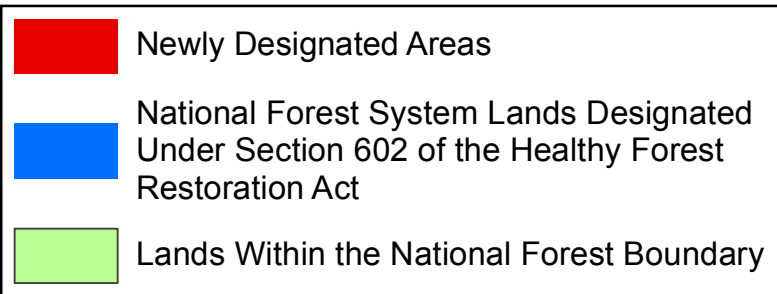 Newly Designated Areas
National Forest System Lands Designated
Under Section 602 of the Healthy Forest
Restoration Act
Lands Within the National Forest Boundary